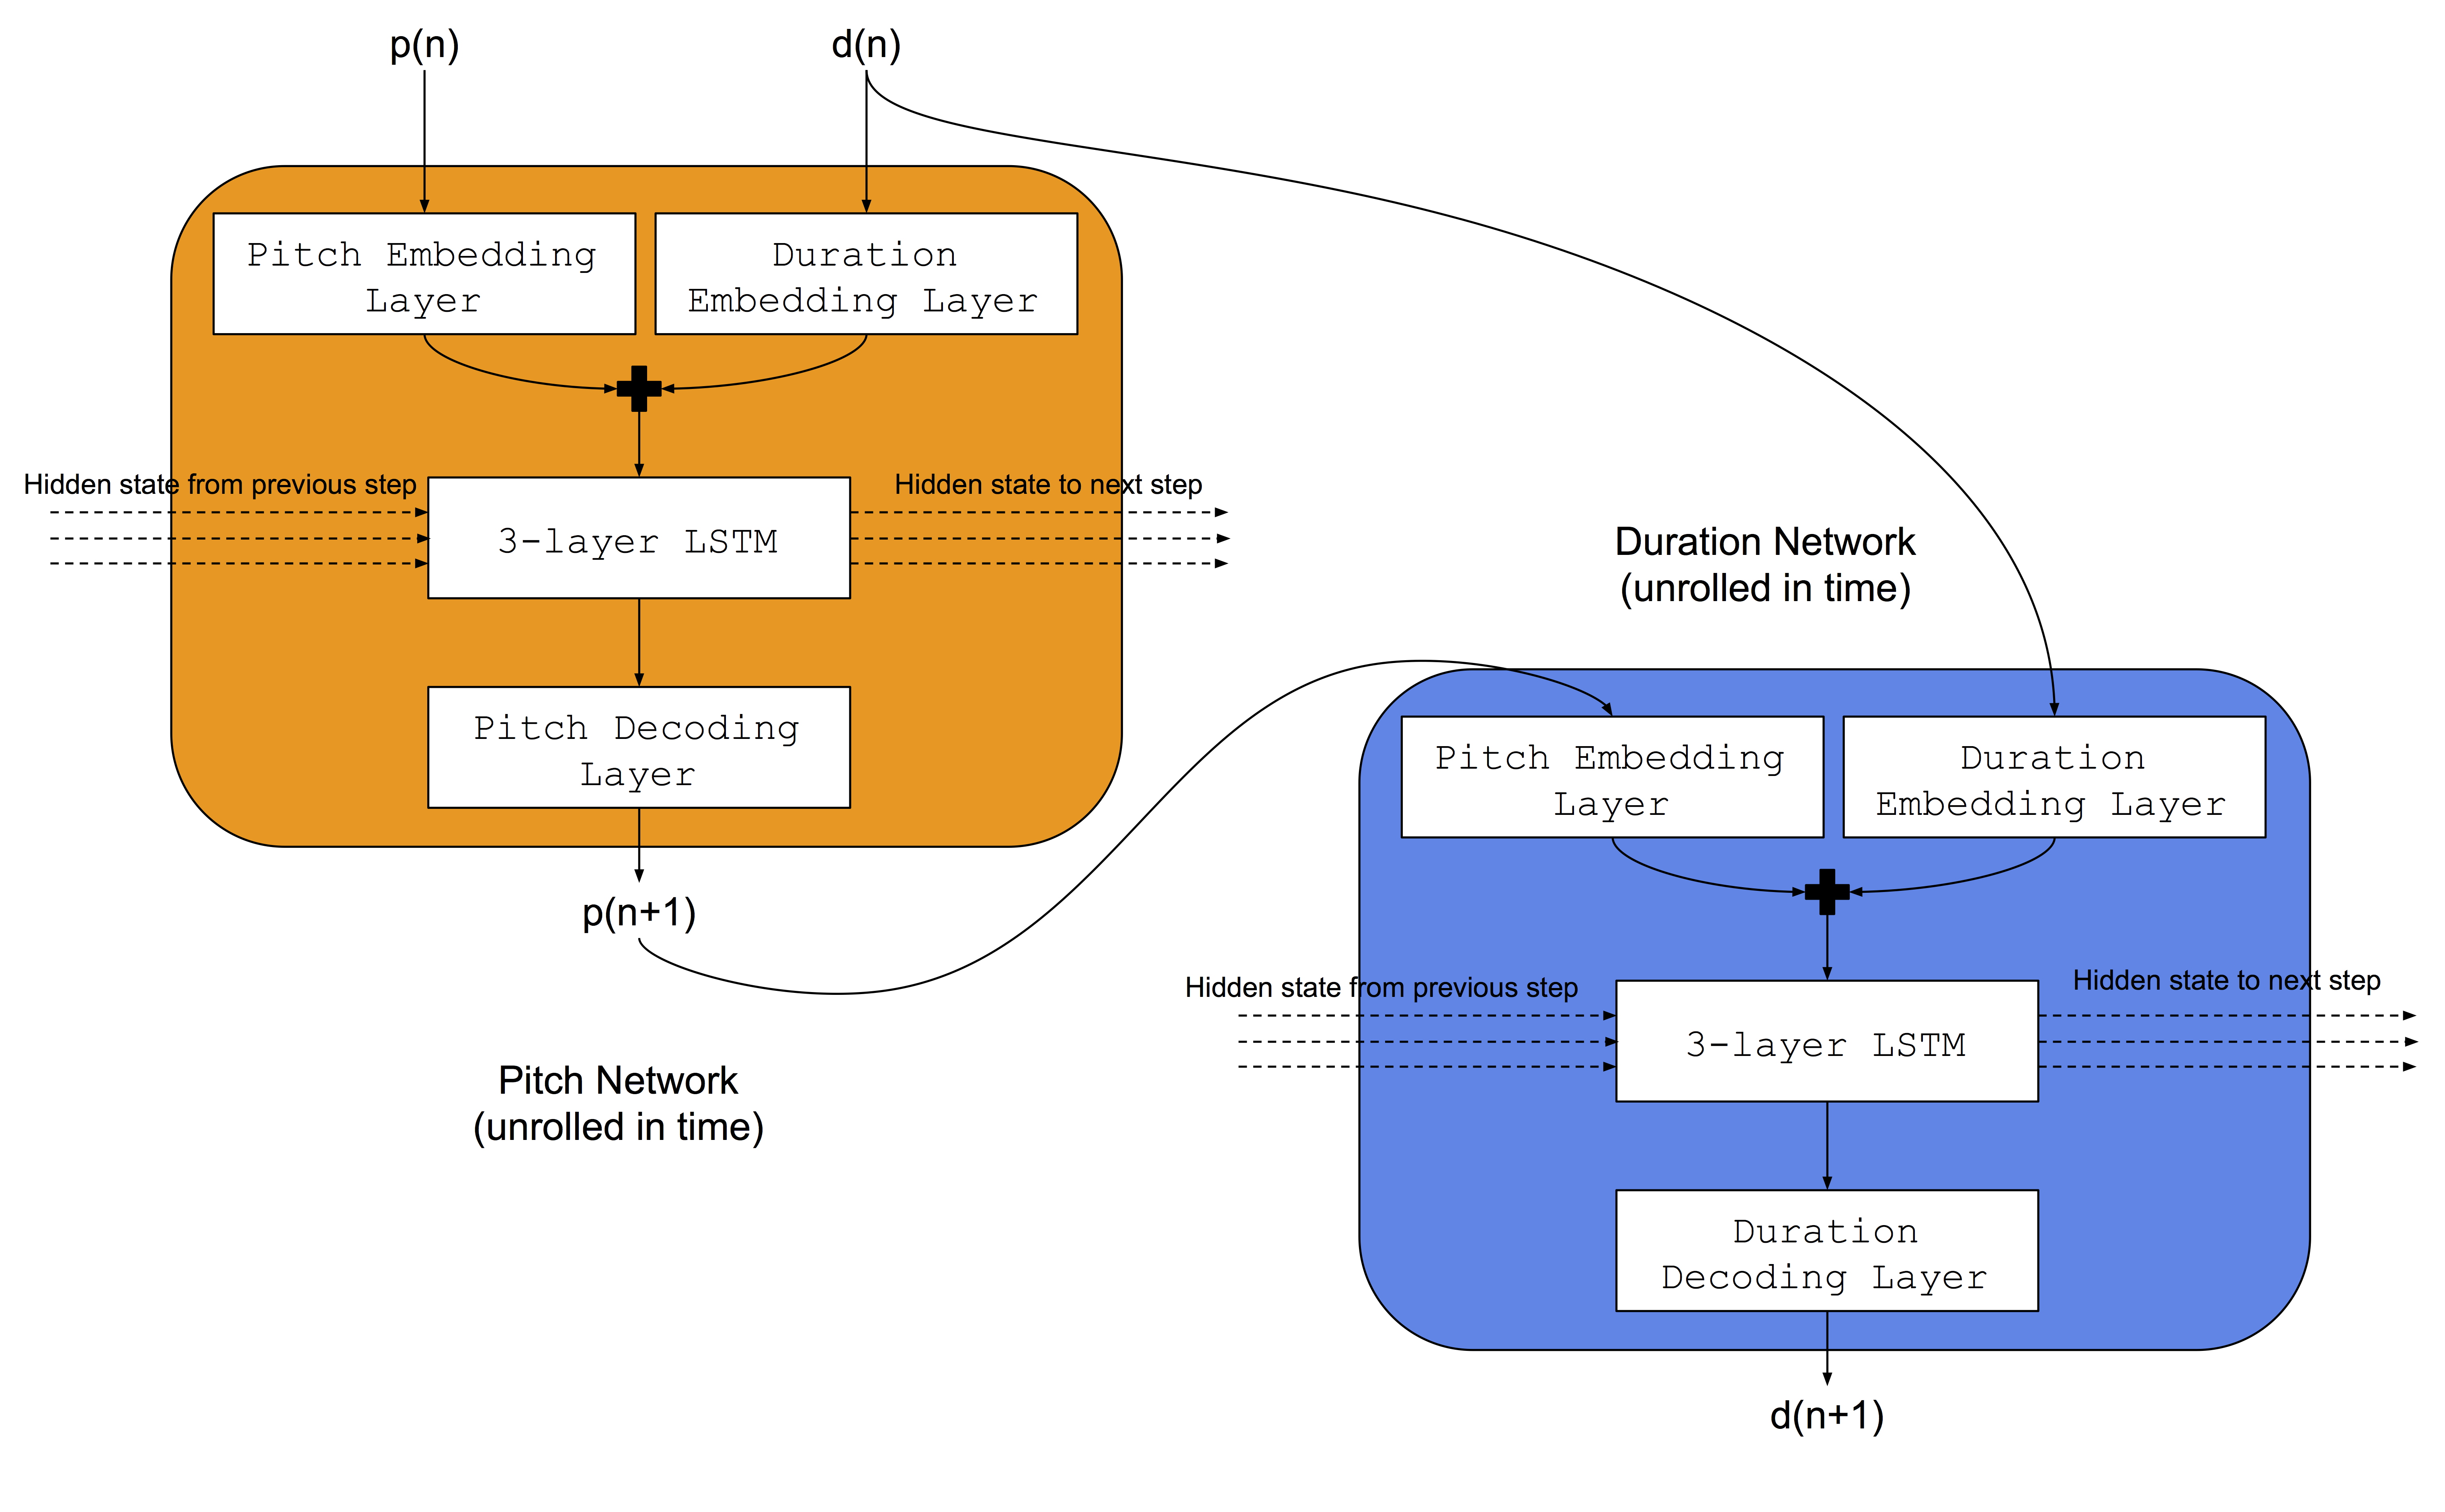 p(n)
d(n)
Pitch Embedding
Layer
Duration
Embedding Layer
Hidden state from previous step
Hidden state to next step
3-layer LSTM
Pitch Decoding
Layer
p(n+1)
Pitch Network
(unrolled in time)
Duration Network
(unrolled in time)
Pitch Embedding
Layer
Duration
Embedding Layer
Hidden state from previous step
Hidden state to next step
3-layer LSTM
Duration
Decoding Layer
d(n+1)